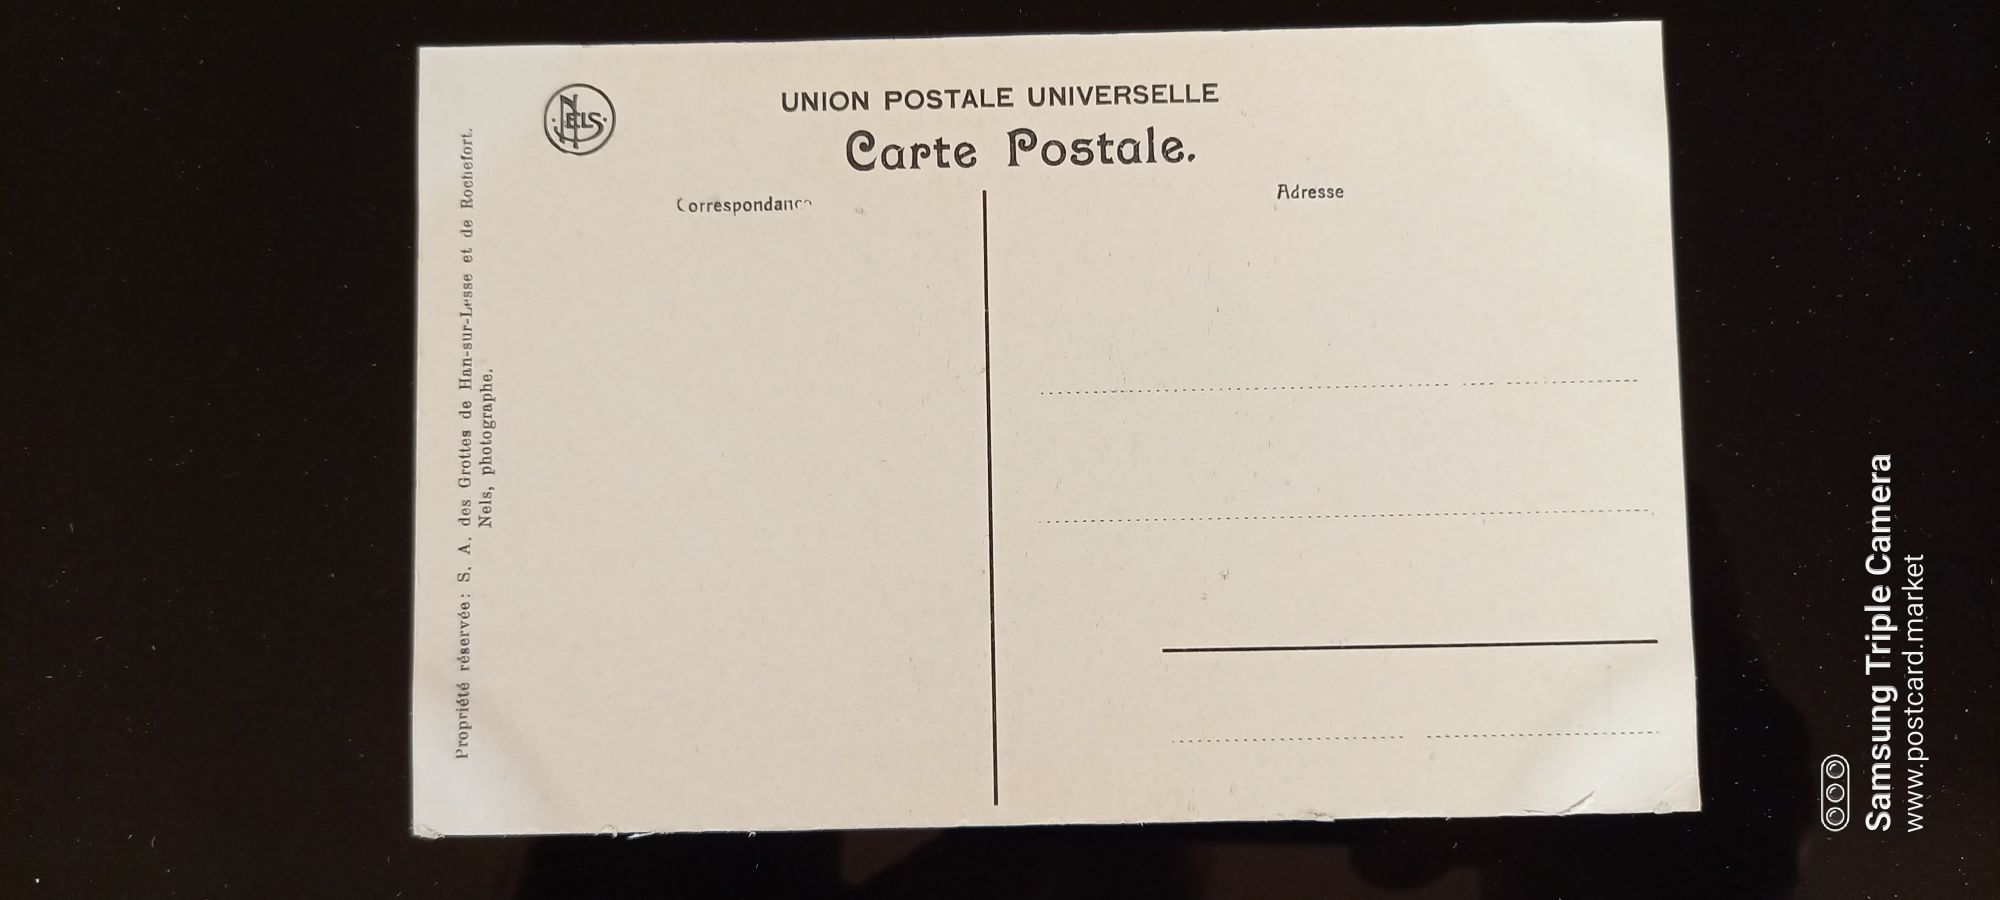 NELS
UNION POSTALE UNIVERSELLE
Carte Postale.
Correspondance
Adresse
Propriété réservée: S. A. des Grottes de Han-sur-Lesse et de Rochefort.
Nels, photographe.
Samsung Triple Camera
www.postcard.market